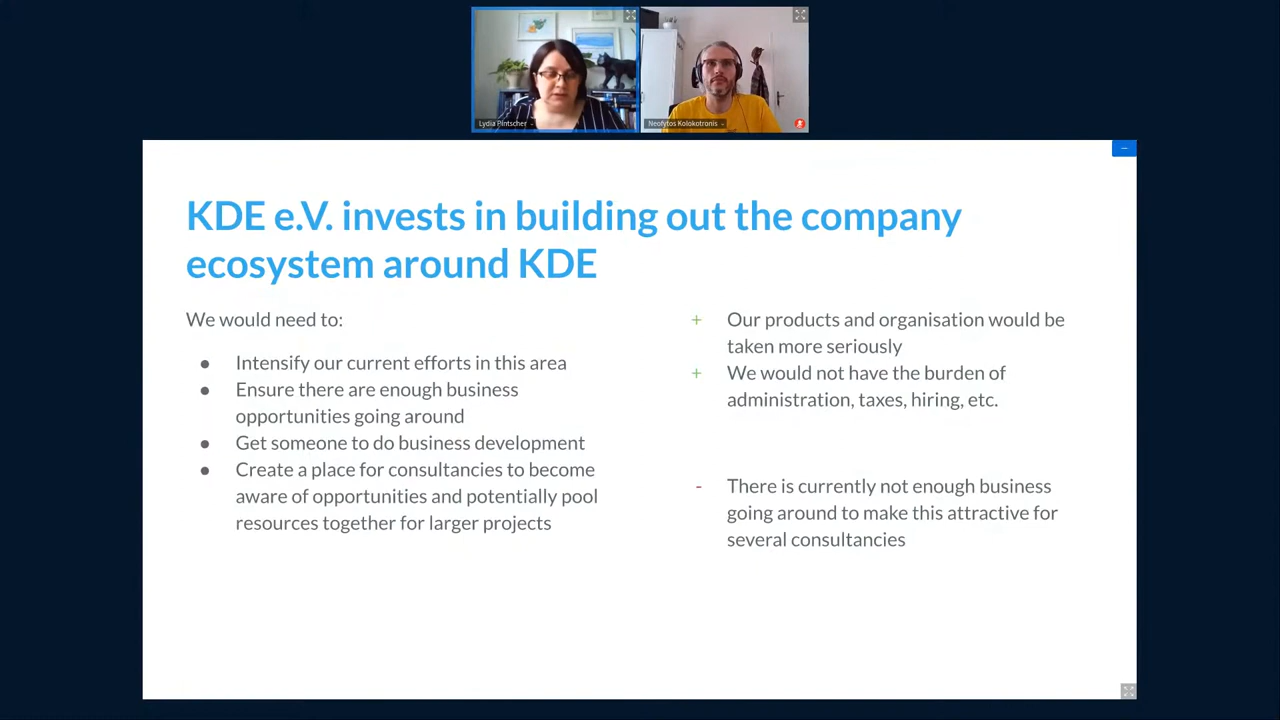 Lydia Pintscher
Neofytos Kolokotronis
KDE e.V. invests in building out the company
ecosystem around KDE
We would need to:
● Intensify our current efforts in this area
● Ensure there are enough business
opportunities going around
● Get someone to do business development
● Create a place for consultancies to become
aware of opportunities and potentially pool
resources together for larger projects
+ Our products and organisation would be
taken more seriously
+ We would not have the burden of
administration, taxes, hiring, etc.
- There is currently not enough business
going around to make this attractive for
several consultancies